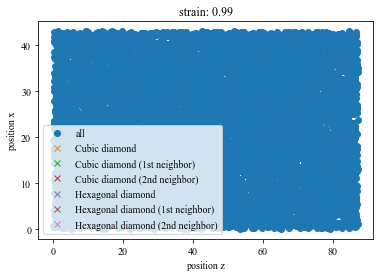 strain: 0.99
position x
40
30
20
10
0
all
Cubic diamond
Cubic diamond (1st neighbor)
Cubic diamond (2nd neighbor)
Hexagonal diamond
Hexagonal diamond (1st neighbor)
Hexagonal diamond (2nd neighbor)
0 20 40 60 80
position z